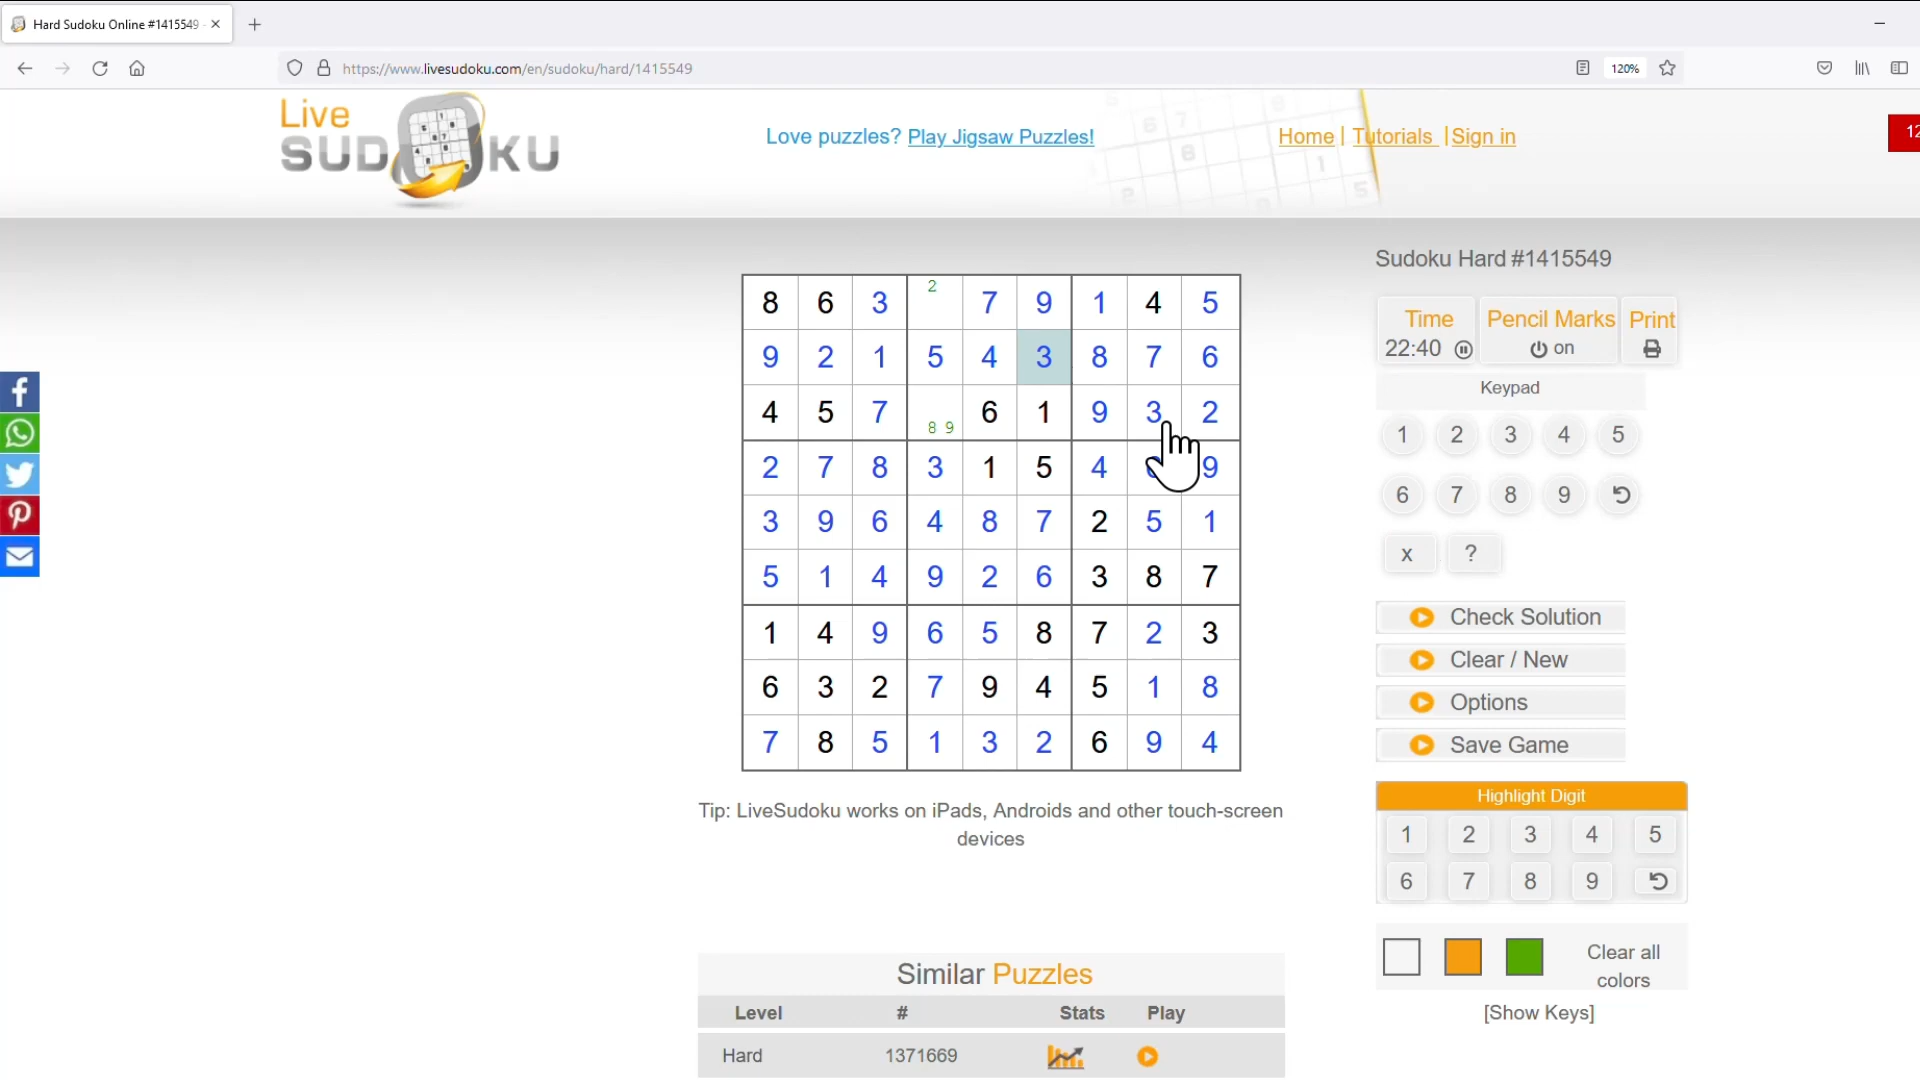 Hard Sudoku Online #1415549
https://www.livesudoku.com/en/sudoku/hard/1415549
120%
Live
SUDOKU
Love puzzles? Play Jigsaw Puzzles!
Home | Tutorials | Sign in
12
Sudoku Hard #1415549
Time
22:40
Pencil Marks
on
Print
Keypad
1 2 3 4 5
6 7 8 9
x ?
Check Solution
Clear / New
Options
Save Game
Highlight Digit
1 2 3 4 5
6 7 8 9
Clear all
colors
[Show Keys]
8 6 3 2 7 9 1 4 5
9 2 1 5 4 3 8 7 6
4 5 7 8 9 6 1 9 3 2
2 7 8 3 1 5 4 9
3 9 6 4 8 7 2 5 1
5 1 4 9 2 6 3 8 7
1 4 9 6 5 8 7 2 3
6 3 2 7 9 4 5 1 8
7 8 5 1 3 2 6 9 4
Tip: LiveSudoku works on iPads, Androids and other touch-screen
devices
Similar Puzzles
Level # Stats Play
Hard 1371669